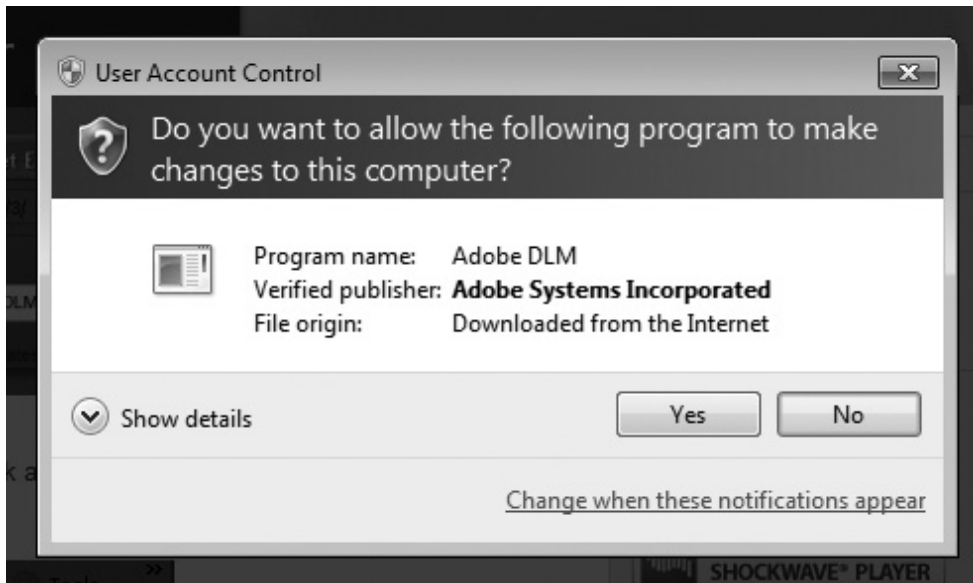 User Account Control
Do you want to allow the following program to make
changes to this computer?
Program name: Adobe DLM
Verified publisher: Adobe Systems Incorporated
File origin: Downloaded from the Internet
Show details
Yes No
Change when these notifications appear
SHOCKWAVE® PLAYER